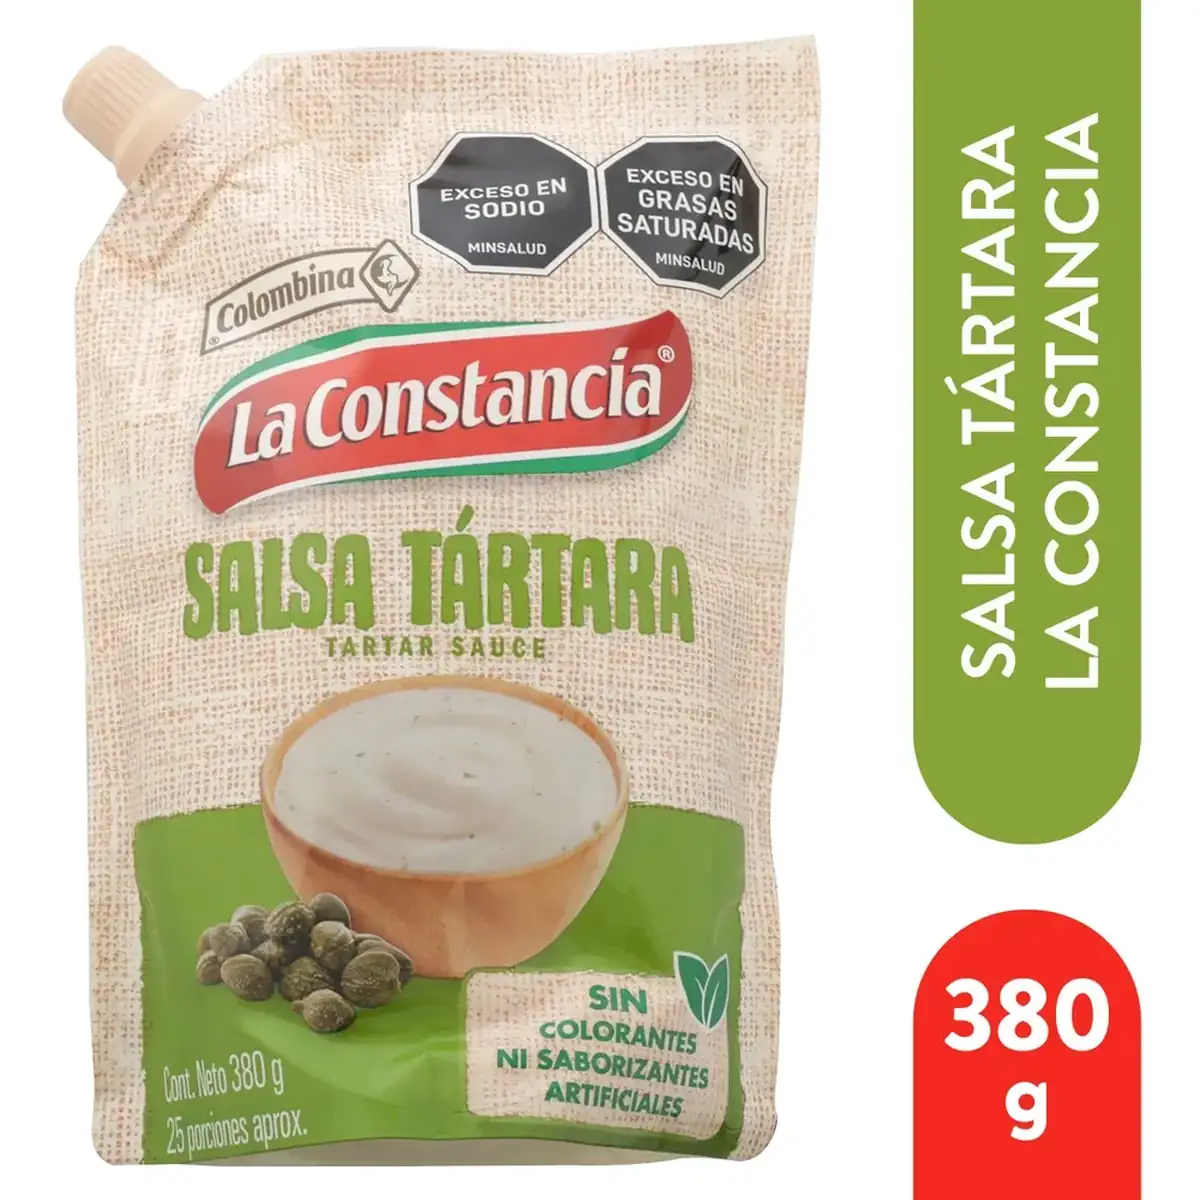 EXCESO EN
SODIO
MINSALUD
EXCESO EN
GRASAS
SATURADAS
MINSALUD
Colombina
®
La Constancia®
SALSA TÁRTARA
TARTAR SAUCE
SIN
COLORANTES
NI SABORIZANTES
ARTIFICIALES
Cont. Neto 380 g
25 porciones aprox.
SALSA TÁRTARA
LA CONSTANCIA
380
g